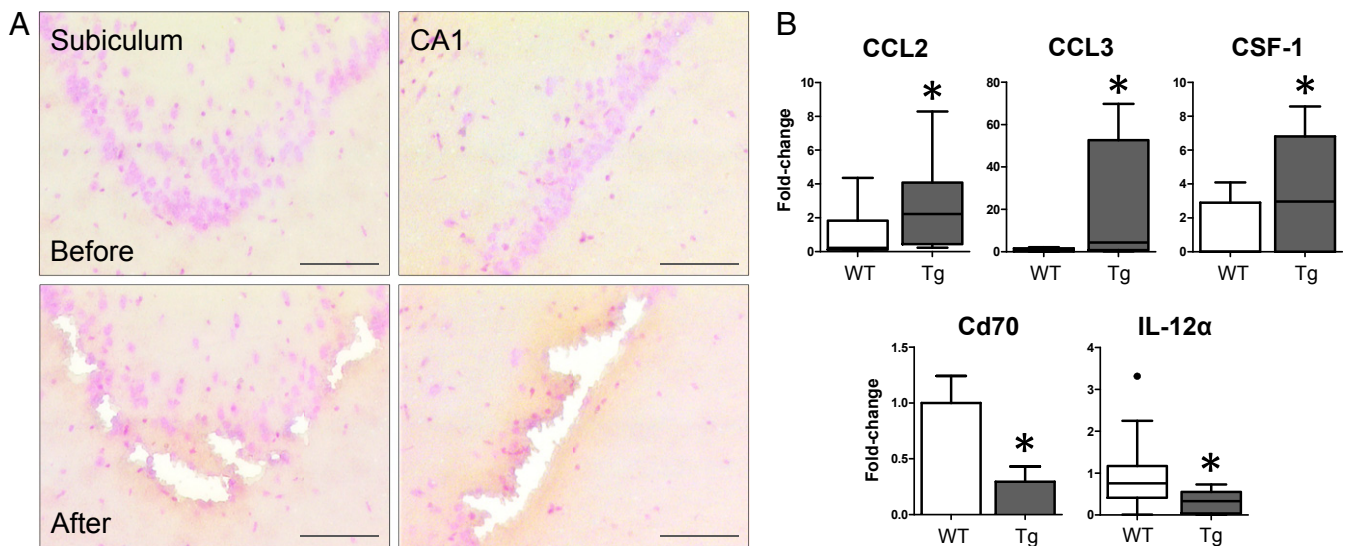 A
Subiculum
CA1
Before
After
B
CCL2
CCL3
CSF-1
Fold-change
10
8
6
4
2
0
*
WT
Tg
80
60
40
20
0
*
WT
Tg
10
8
6
4
2
0
*
WT
Tg
Cd70
IL-12α
Fold-change
1.5
1.0
0.5
0.0
*
WT
Tg
4
3
2
1
0
*
WT
Tg